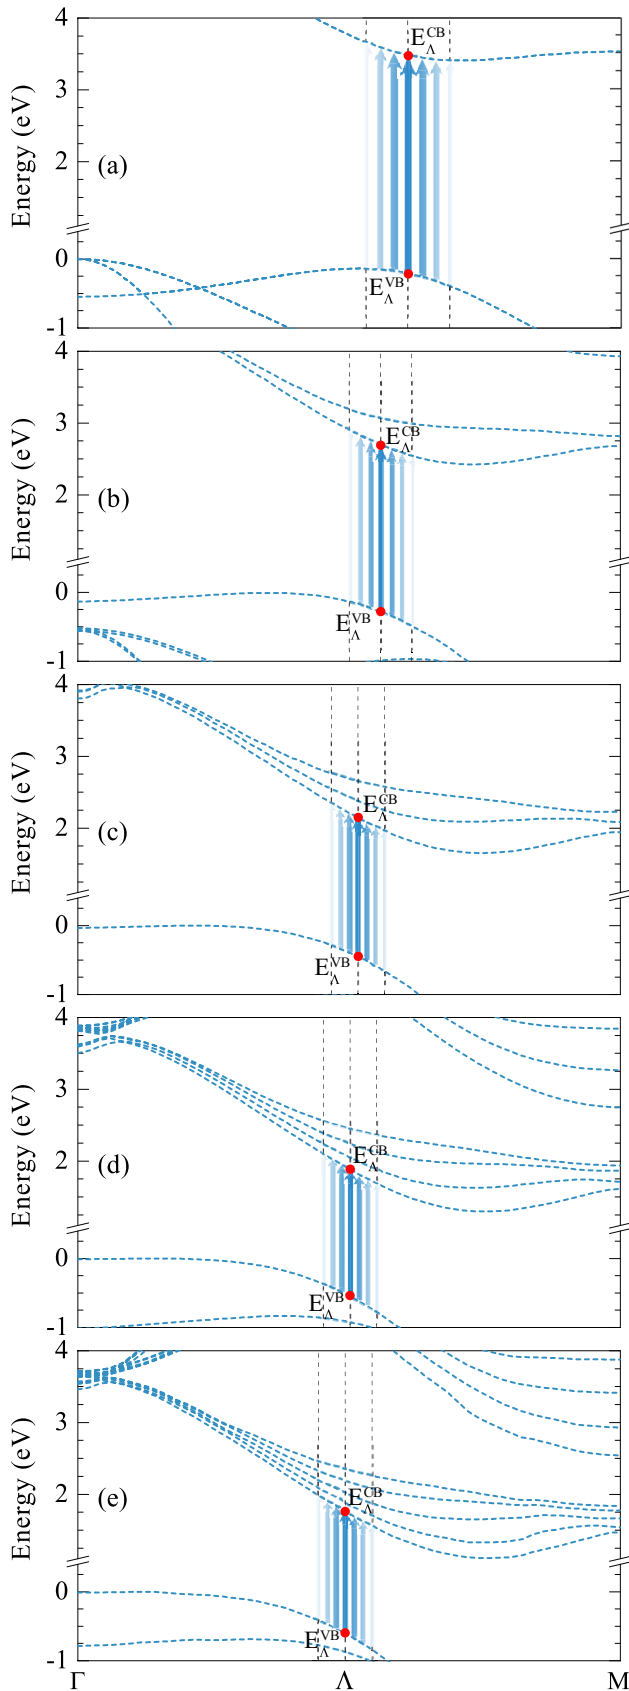 4
3
2
0
-1
Energy (eV)
(a)
E_Λ^CB
E_Λ^VB
4
3
2
0
-1
Energy (eV)
(b)
E_Λ^CB
E_Λ^VB
4
3
2
0
-1
Energy (eV)
(c)
E_Λ^CB
E_Λ^VB
4
3
2
0
-1
Energy (eV)
(d)
E_Λ^CB
E_Λ^VB
4
3
2
0
-1
Energy (eV)
(e)
E_Λ^CB
E_Λ^VB
Γ Λ M